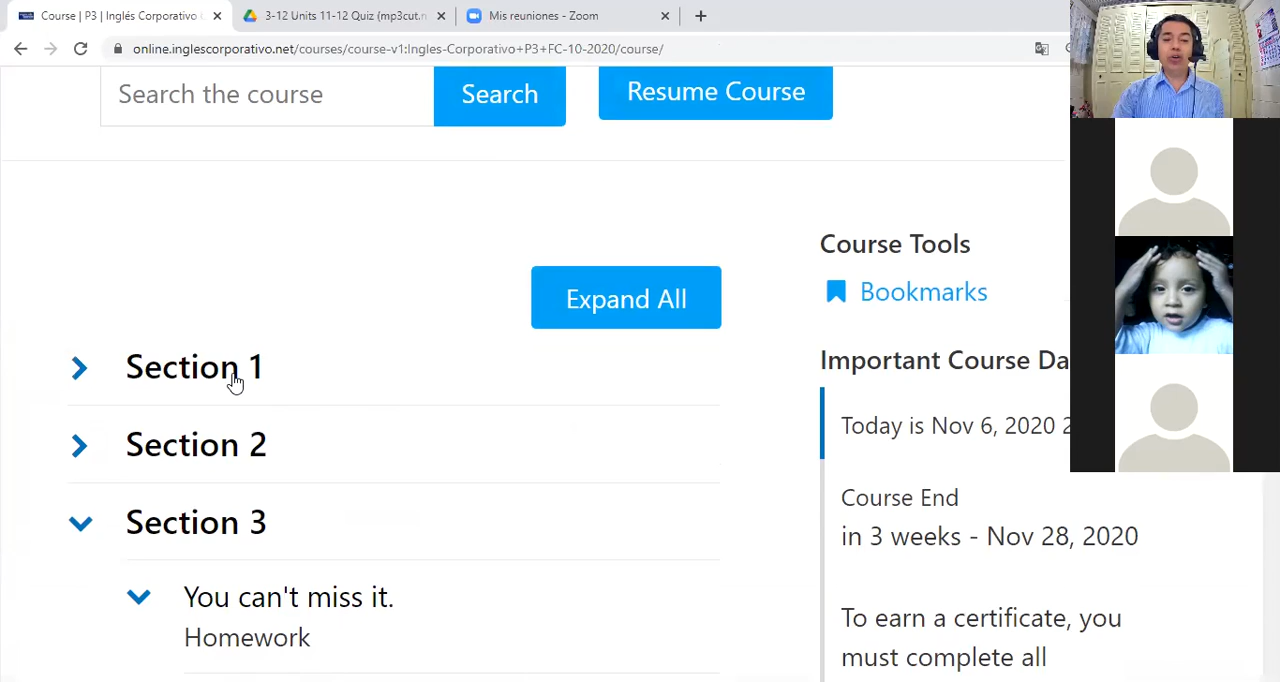 Course | P3 | Inglés Corporativo
3-12 Units 11-12 Quiz (mp3cut.n
Mis reuniones - Zoom
online.inglescorporativo.net/courses/course-v1:Ingles-Corporativo+P3+FC-10-2020/course/
Search the course
Search
Resume Course
Expand All
Section 1
Section 2
Section 3
You can't miss it.
Homework
Course Tools
Bookmarks
Important Course Da
Today is Nov 6, 2020 2
Course End
in 3 weeks - Nov 28, 2020
To earn a certificate, you
must complete all